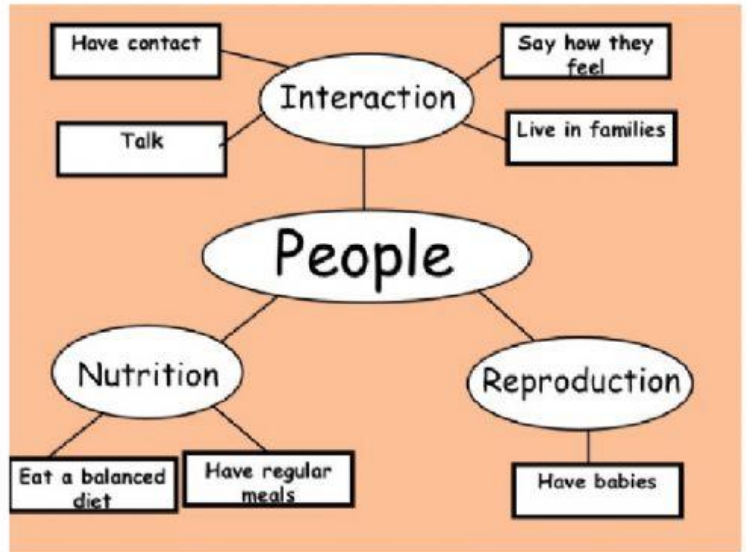 Have contact
Say how they
feel
Interaction
Talk
Live in families
People
Nutrition
Reproduction
Eat a balanced
diet
Have regular
meals
Have babies